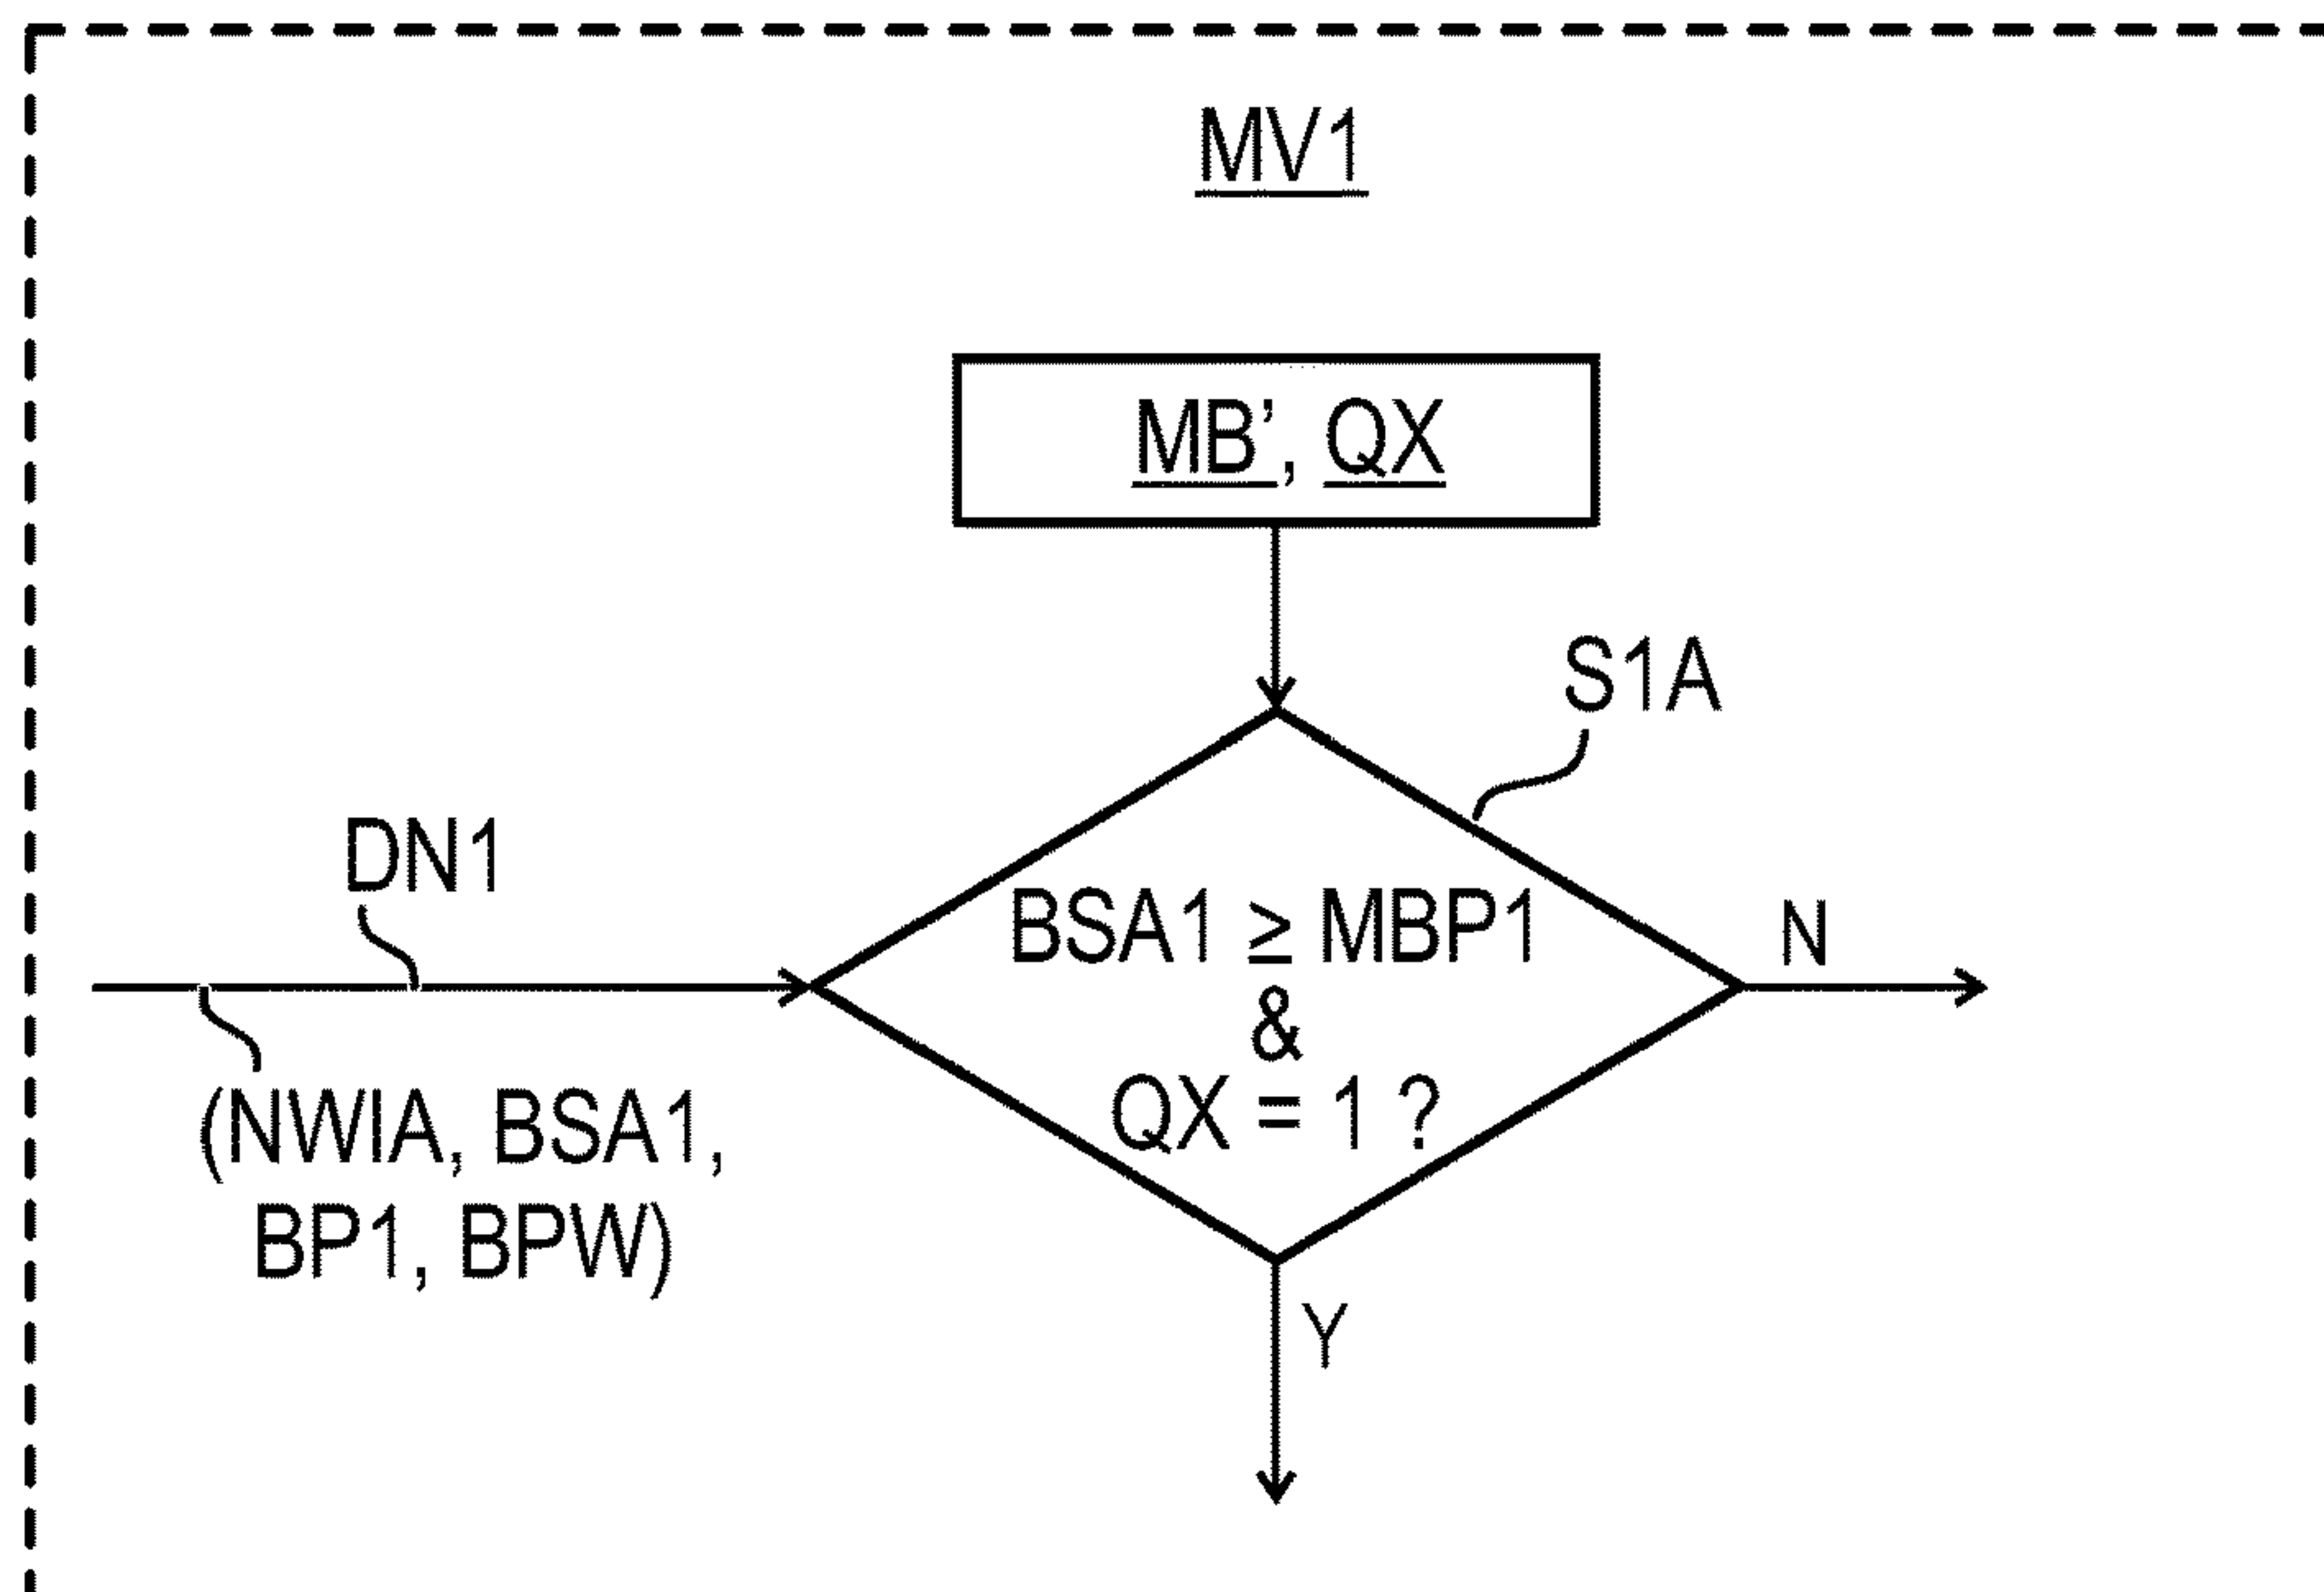 MV1
MB’, QX
S1A
DN1
BSA1 ≥ MBP1
&
QX = 1 ?
N
(NWIA, BSA1,
BP1, BPW)
Y